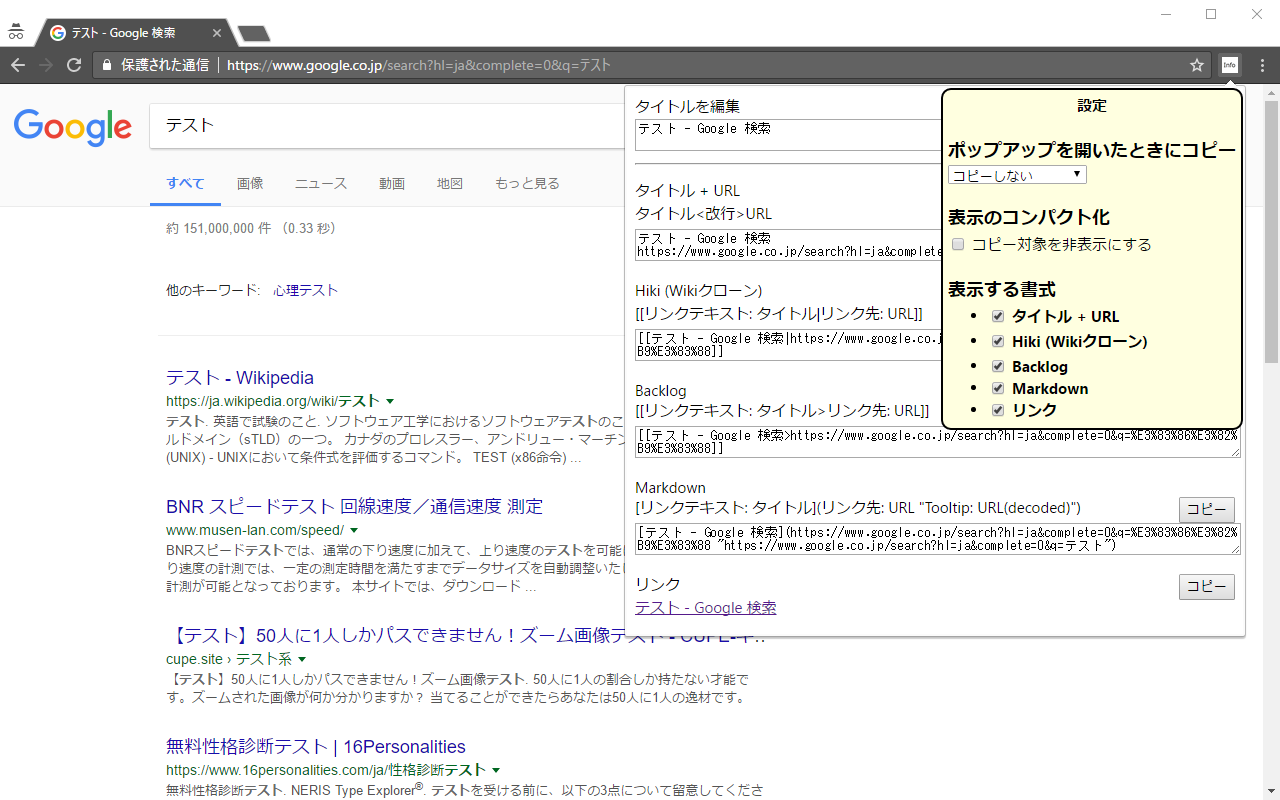 テスト - Google 検索
保護された通信 | https://www.google.co.jp/search?hl=ja&complete=0&q=テスト
Info
Google
テスト
すべて 画像 ニュース 動画 地図 もっと見る
約 151,000,000 件 （0.33 秒）
他のキーワード: 心理テスト
テスト - Wikipedia
https://ja.wikipedia.org/wiki/テスト
テスト. 英語で試験のこと. ソフトウェア工学におけるソフトウェアテストのこ
ルドメイン（sTLD）の一つ。 カナダのプロレスラー、アンドリュー・マーチン
(UNIX) - UNIXにおいて条件式を評価するコマンド。 TEST (x86命令) ...
BNR スピードテスト 回線速度／通信速度 測定
www.musen-lan.com/speed/
BNRスピードテストでは、通常の下り速度に加えて、上り速度のテストを可能に
り速度の計測では、一定の測定時間を満たすまでデータサイズを自動調整いたし
計測が可能となっております。 本サイトでは、ダウンロード ...
【テスト】50人に1人しかパスできません！ズーム画像テスト - CUPE-キ..
cupe.site › テスト系
【テスト】50人に1人しかパスできません！ズーム画像テスト. 50人に1人の割合しか持たない才能で
す。ズームされた画像が何か分かりますか？ 当てることができたらあなたは50人に1人の逸材です。
無料性格診断テスト | 16Personalities
https://www.16personalities.com/ja/性格診断テスト
無料性格診断テスト. NERIS Type Explorer®. テストを受ける前に、以下の3点について留意してくださ
タイトルを編集
テスト - Google 検索
タイトル + URL
タイトル<改行>URL
テスト - Google 検索
https://www.google.co.jp/search?hl=ja&complete
Hiki (Wikiクローン)
[[リンクテキスト: タイトル|リンク先: URL]]
[[テスト - Google 検索|https://www.google.co.j
B9%E3%83%88]]
Backlog
[[リンクテキスト: タイトル>リンク先: URL]]
[[テスト - Google 検索>https://www.google.co.jp/search?hl=ja&complete=0&q=%E3%83%86%E3%82%
B9%E3%83%88]]
Markdown
[リンクテキスト: タイトル](リンク先: URL "Tooltip: URL(decoded)")
コピー
[テスト - Google 検索](https://www.google.co.jp/search?hl=ja&complete=0&q=%E3%83%86%E3%82%
B9%E3%83%88 "https://www.google.co.jp/search?hl=ja&complete=0&q=テスト")
リンク
コピー
テスト - Google 検索
設定
ポップアップを開いたときにコピー
コピーしない
表示のコンパクト化
コピー対象を非表示にする
表示する書式
タイトル + URL
Hiki (Wikiクローン)
Backlog
Markdown
リンク